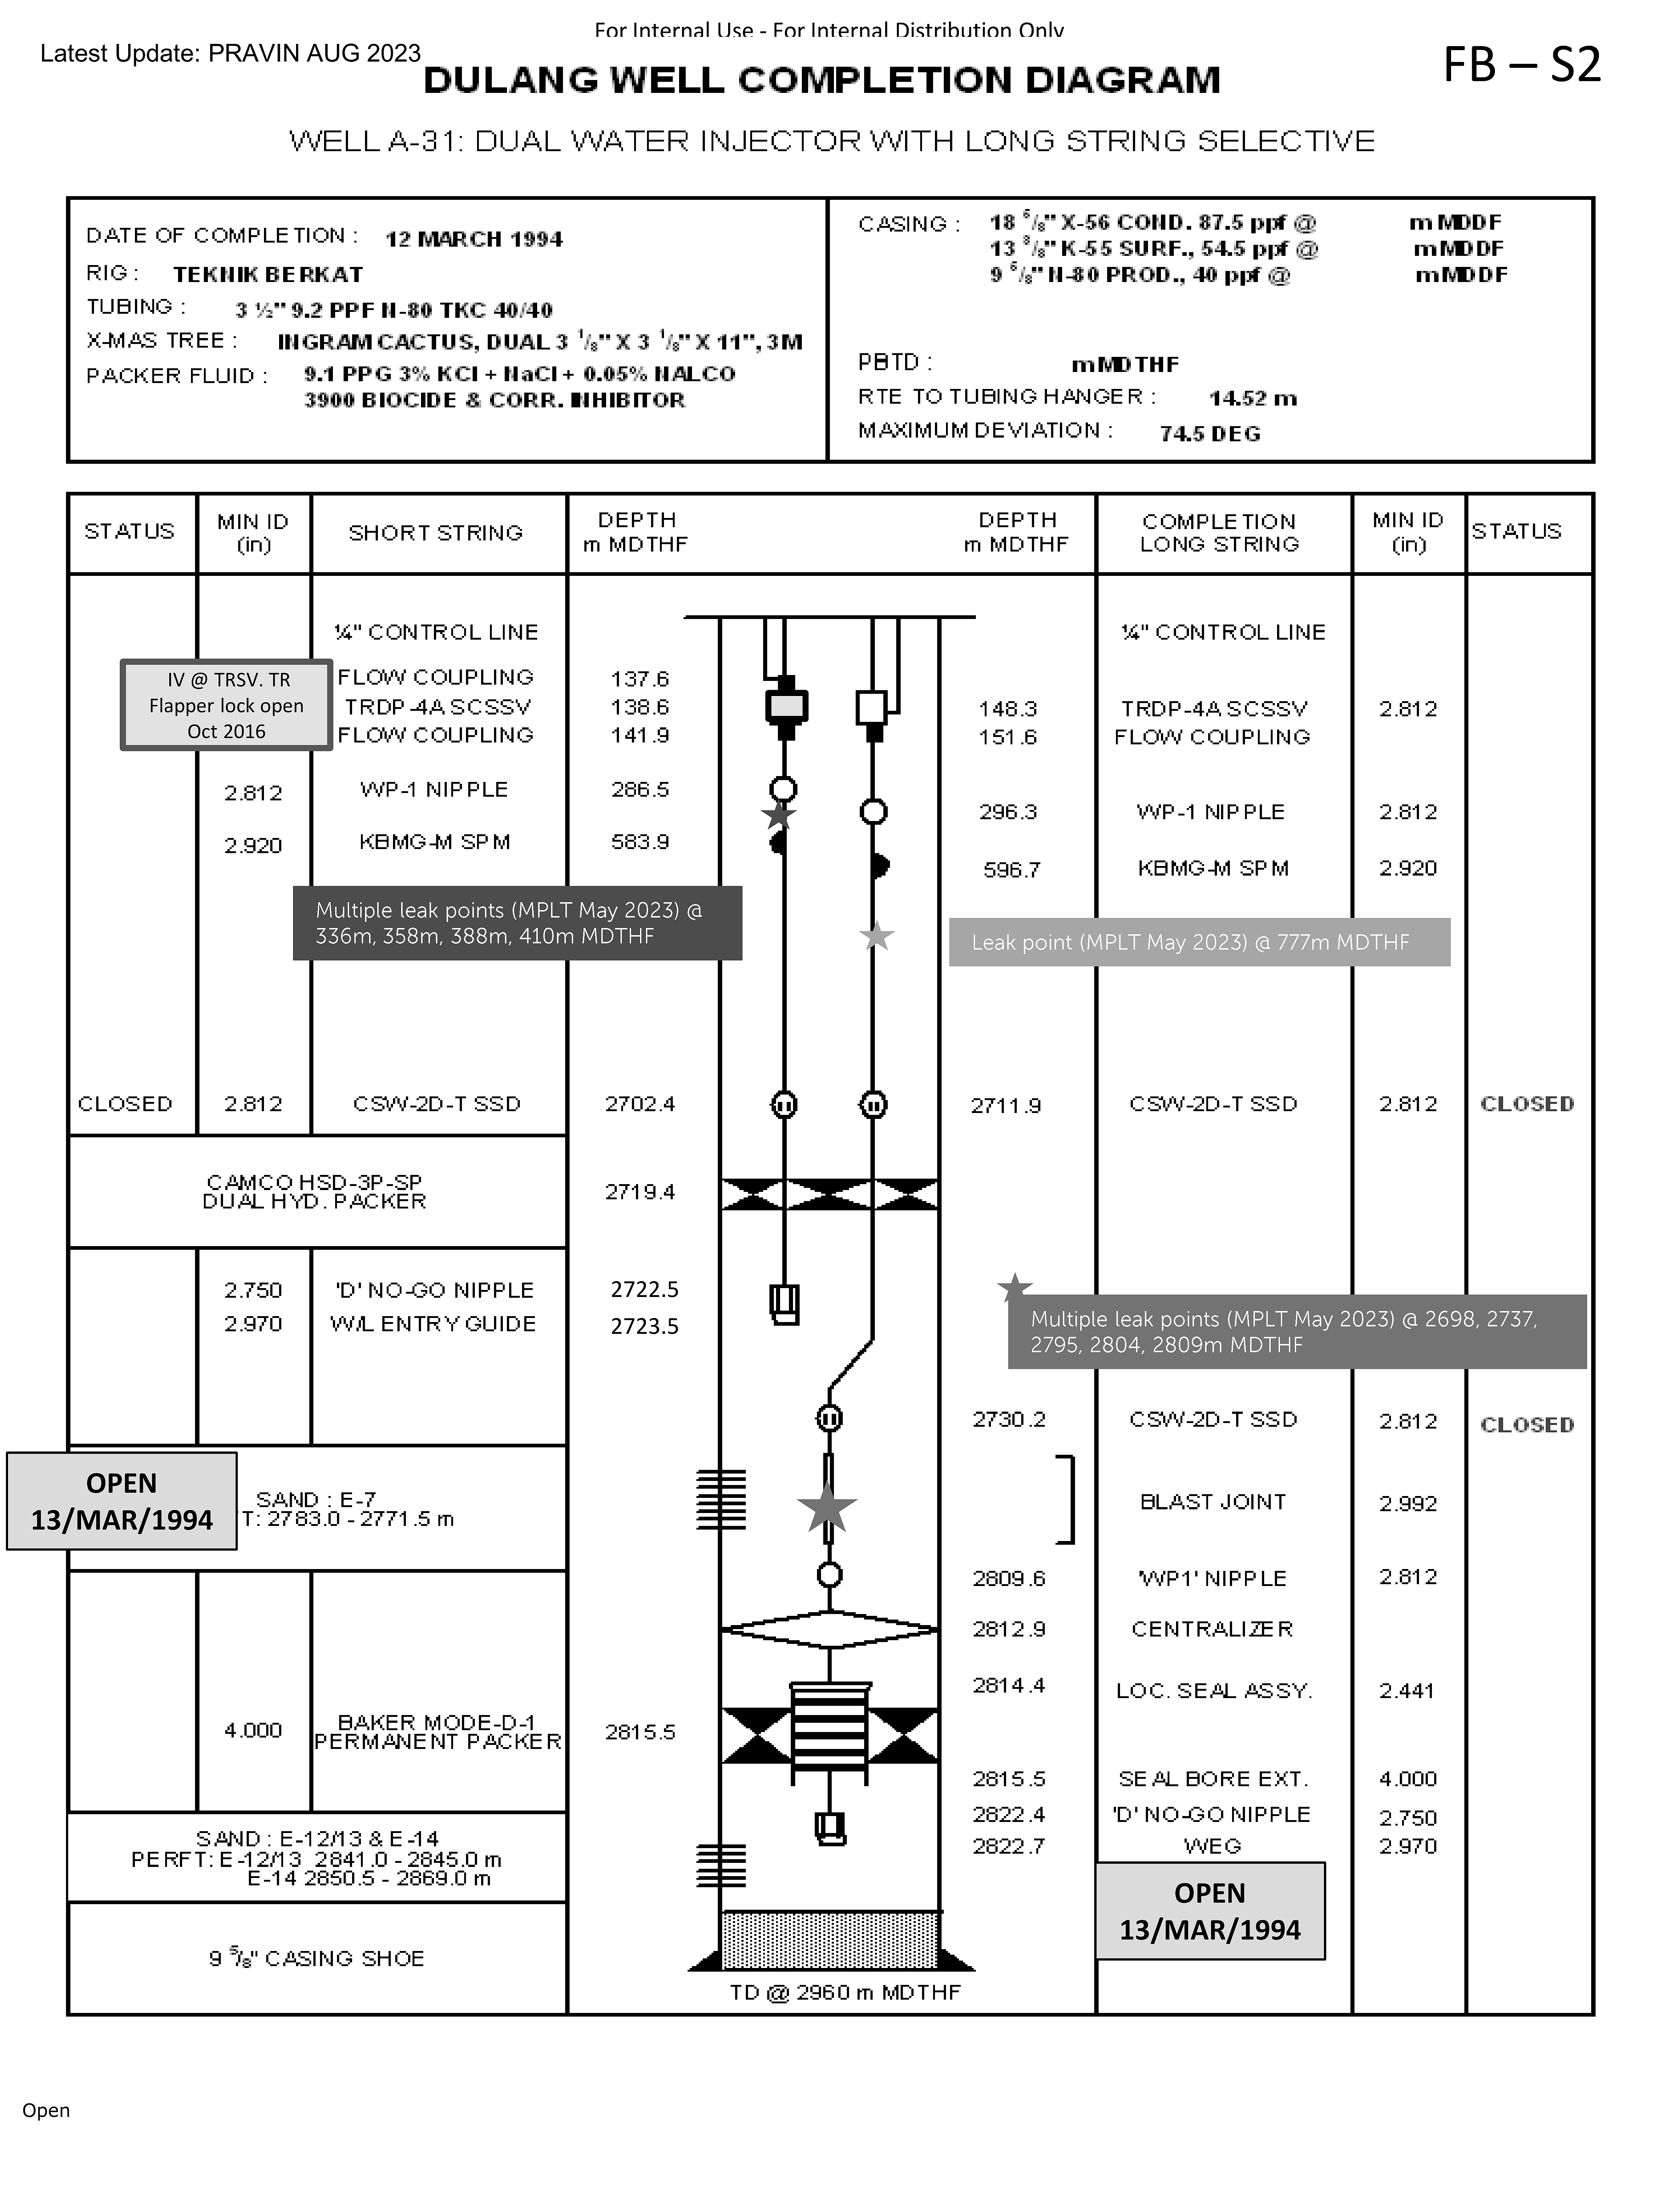 For Internal Use - For Internal Distribution Only
Latest Update: PRAVIN AUG 2023
FB – S2
DULANG WELL COMPLETION DIAGRAM
WELL A-31: DUAL WATER INJECTOR WITH LONG STRING SELECTIVE
DATE OF COMPLETION : 12 MARCH 1994
RIG : TEKNIK BERKAT
TUBING : 3 ½" 9.2 PPF N-80 TKC 40/40
X-MAS TREE : INGRAM CACTUS, DUAL 3 1/8" X 3 1/8" X 11", 3M
PACKER FLUID : 9.1 PPG 3% KCl + NaCl + 0.05% NALCO
3900 BIOCIDE & CORR. INHIBITOR
CASING : 18 5/8" X-56 COND. 87.5 ppf @ mMDDF
13 3/8" K-55 SURF., 54.5 ppf @ mMDDF
9 5/8" N-80 PROD., 40 ppf @ mMDDF
PBTD : mMDTHF
RTE TO TUBING HANGER : 14.52 m
MAXIMUM DEVIATION : 74.5 DEG
STATUS
MIN ID
(in)
SHORT STRING
DEPTH
m MDTHF
DEPTH
m MDTHF
COMPLETION
LONG STRING
MIN ID
(in)
STATUS
¼" CONTROL LINE
¼" CONTROL LINE
IV @ TRSV. TR
Flapper lock open
Oct 2016
FLOW COUPLING 137.6
TRDP-4A SCSSV 138.6
148.3 TRDP-4A SCSSV 2.812
FLOW COUPLING 141.9
151.6 FLOW COUPLING
2.812 WP-1 NIPPLE 286.5
296.3 WP-1 NIPPLE 2.812
2.920 KBMG-M SPM 583.9
596.7 KBMG-M SPM 2.920
Multiple leak points (MPLT May 2023) @
336m, 358m, 388m, 410m MDTHF
Leak point (MPLT May 2023) @ 777m MDTHF
CLOSED 2.812 CSW-2D-T SSD 2702.4
2711.9 CSW-2D-T SSD 2.812 CLOSED
CAMCO HSD-3P-SP
DUAL HYD. PACKER
2719.4
2.750 'D' NO-GO NIPPLE 2722.5
2.970 W/L ENTRY GUIDE 2723.5
Multiple leak points (MPLT May 2023) @ 2698, 2737,
2795, 2804, 2809m MDTHF
2730.2 CSW-2D-T SSD 2.812 CLOSED
OPEN
13/MAR/1994
SAND : E-7
T: 2783.0 - 2771.5 m
BLAST JOINT 2.992
2809.6 'WP1' NIPPLE 2.812
2812.9 CENTRALIZER
2814.4 LOC. SEAL ASSY. 2.441
4.000 BAKER MODE-D-1
PERMANENT PACKER
2815.5
2815.5 SEAL BORE EXT. 4.000
2822.4 'D' NO-GO NIPPLE 2.750
2822.7 WEG 2.970
SAND : E-12/13 & E-14
PERFT: E-12/13 2841.0 - 2845.0 m
E-14 2850.5 - 2869.0 m
OPEN
13/MAR/1994
9 5/8" CASING SHOE
TD @ 2960 m MDTHF
Open